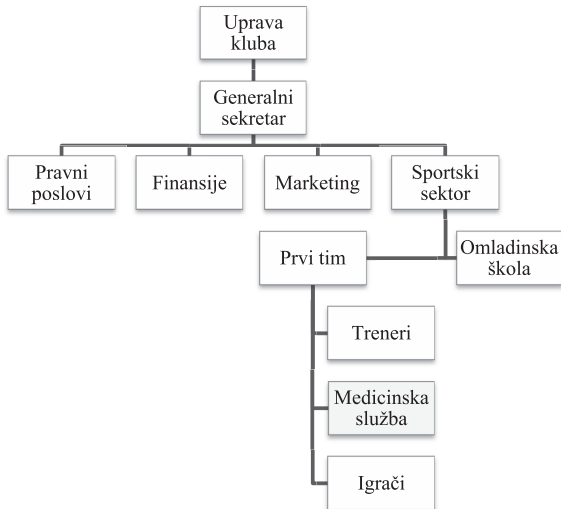 Uprava
kluba
Generalni
sekretar
Pravni
poslovi
Finansije
Marketing
Sportski
sektor
Prvi tim
Omladinska
škola
Treneri
Medicinska
služba
Igrači